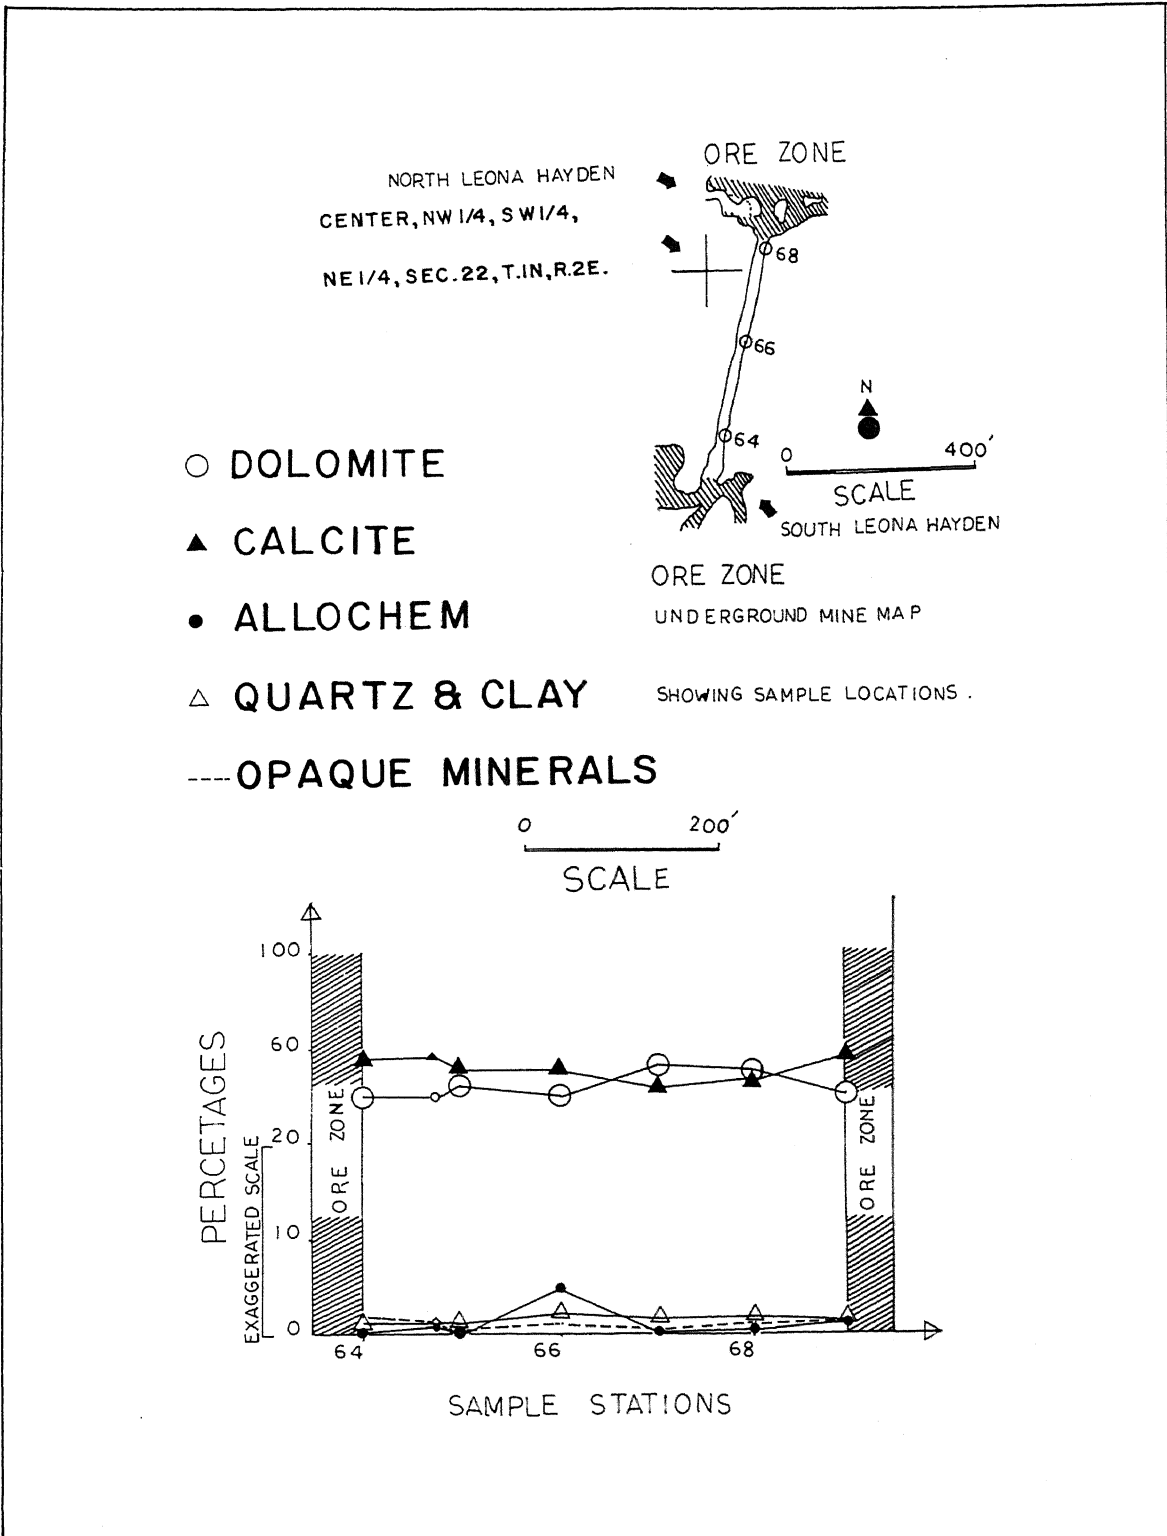 ORE ZONE
NORTH LEONA HAYDEN
CENTER, NW 1/4, SW 1/4,
NE 1/4, SEC. 22, T.1N, R.2E.
68
66
64
N
0 400'
SCALE
SOUTH LEONA HAYDEN
ORE ZONE
UNDERGROUND MINE MAP
SHOWING SAMPLE LOCATIONS.
DOLOMITE
CALCITE
ALLOCHEM
QUARTZ & CLAY
---- OPAQUE MINERALS
0 200'
SCALE
PERCETAGES
EXAGGERATED SCALE
100
60
20
10
0
ORE ZONE
ORE ZONE
64 66 68
SAMPLE STATIONS